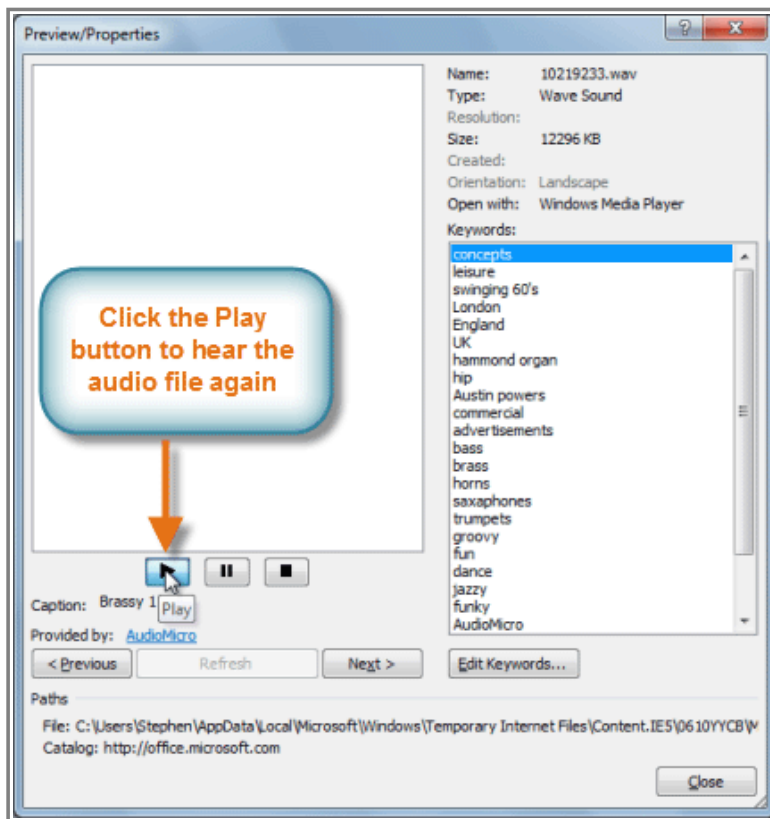 Preview/Properties
Name: 10219233.wav
Type: Wave Sound
Resolution:
Size: 12296 KB
Created:
Orientation: Landscape
Open with: Windows Media Player
Keywords:
concepts
leisure
swinging 60's
London
England
UK
hammond organ
hip
Austin powers
commercial
advertisements
bass
brass
horns
saxaphones
trumpets
groovy
fun
dance
jazzy
funky
AudioMicro
Click the Play
button to hear the
audio file again
Caption: Brassy 1
Play
Provided by: AudioMicro
< Previous Refresh Next > Edit Keywords...
Paths
File: C:\Users\Stephen\AppData\Local\Microsoft\Windows\Temporary Internet Files\Content.IE5\0610YYCB\M
Catalog: http://office.microsoft.com
Close